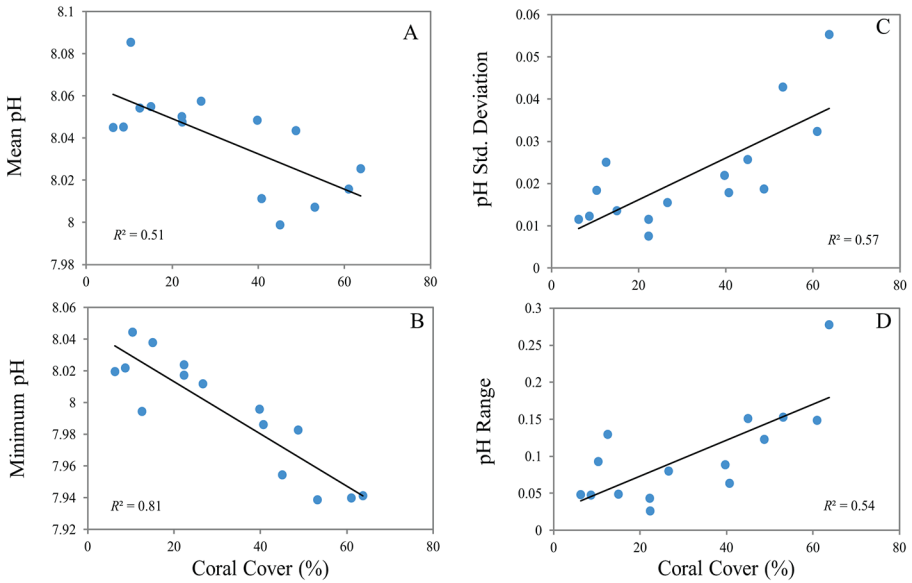 A
Mean pH
8.1
8.08
8.06
8.04
8.02
8
7.98
R² = 0.51
0 20 40 60 80
C
pH Std. Deviation
0.06
0.05
0.04
0.03
0.02
0.01
0
R² = 0.57
0 20 40 60 80
B
Minimum pH
8.06
8.04
8.02
8
7.98
7.96
7.94
7.92
R² = 0.81
0 20 40 60 80
Coral Cover (%)
D
pH Range
0.3
0.25
0.2
0.15
0.1
0.05
0
R² = 0.54
0 20 40 60 80
Coral Cover (%)